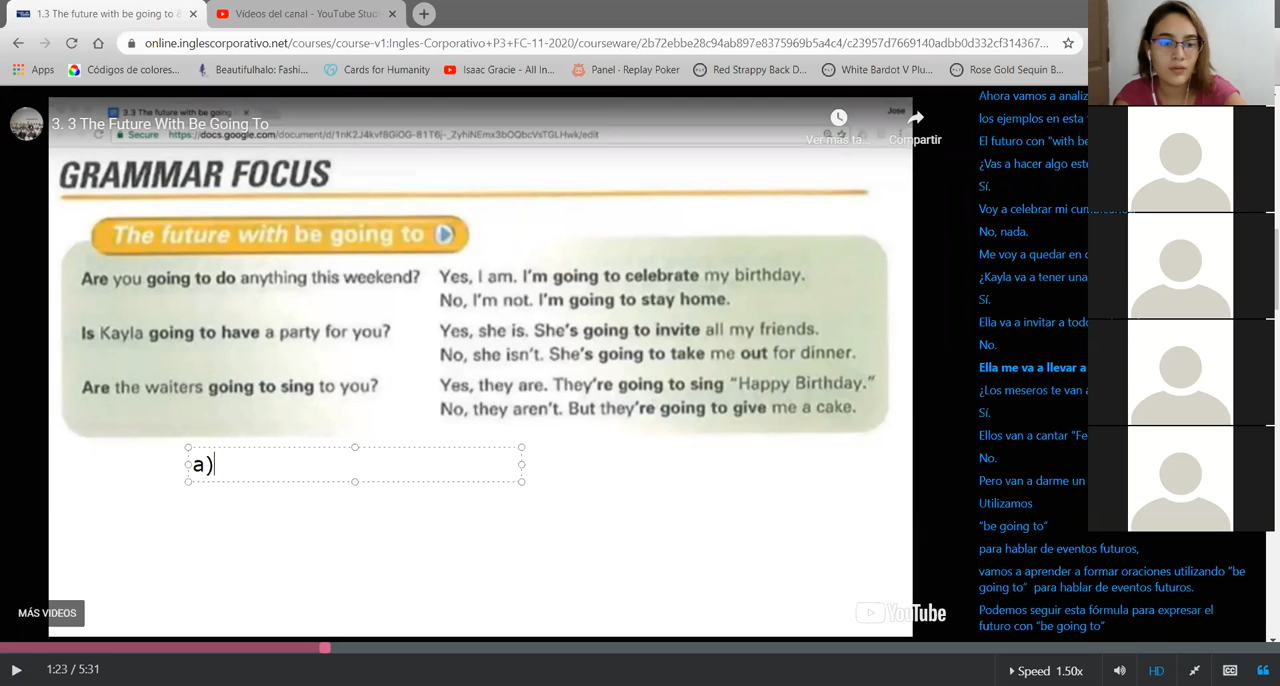 1.3 The future with be going to
Vídeos del canal - YouTube Stud
online.inglescorporativo.net/courses/course-v1:Ingles-Corporativo+P3+FC-11-2020/courseware/2b72ebbe28c94ab897e8375969b5a4c4/c23957d7669140adbb0d332cf314367...
Apps
Códigos de colores...
Beautifulhalo: Fashi...
Cards for Humanity
Isaac Gracie - All In...
Panel · Replay Poker
Red Strappy Back D...
White Bardot V Plu...
Rose Gold Sequin B...
3.3 The future with be going
Jose
3. 3 The Future With Be Going To
Secure
Ver más ta...
Compartir
GRAMMAR FOCUS
The future with be going to
Are you going to do anything this weekend? Yes, I am. I'm going to celebrate my birthday.
No, I'm not. I'm going to stay home.
Is Kayla going to have a party for you? Yes, she is. She's going to invite all my friends.
No, she isn't. She's going to take me out for dinner.
Are the waiters going to sing to you? Yes, they are. They're going to sing "Happy Birthday."
No, they aren't. But they're going to give me a cake.
a)
MÁS VIDEOS
YouTube
Ahora vamos a analiz
los ejemplos en esta
El futuro con "with be
¿Vas a hacer algo est
Sí.
Voy a celebrar mi
No, nada.
Me voy a quedar en
¿Kayla va a tener una
Sí.
Ella va a invitar a todo
No.
Ella me va a llevar a
¿Los meseros te van a
Sí.
Ellos van a cantar "Fe
No.
Pero van a darme un
Utilizamos
"be going to"
para hablar de eventos futuros,
vamos a aprender a formar oraciones utilizando "be
going to" para hablar de eventos futuros.
Podemos seguir esta fórmula para expresar el
futuro con "be going to"
1:23 / 5:31
Speed 1.50x
HD